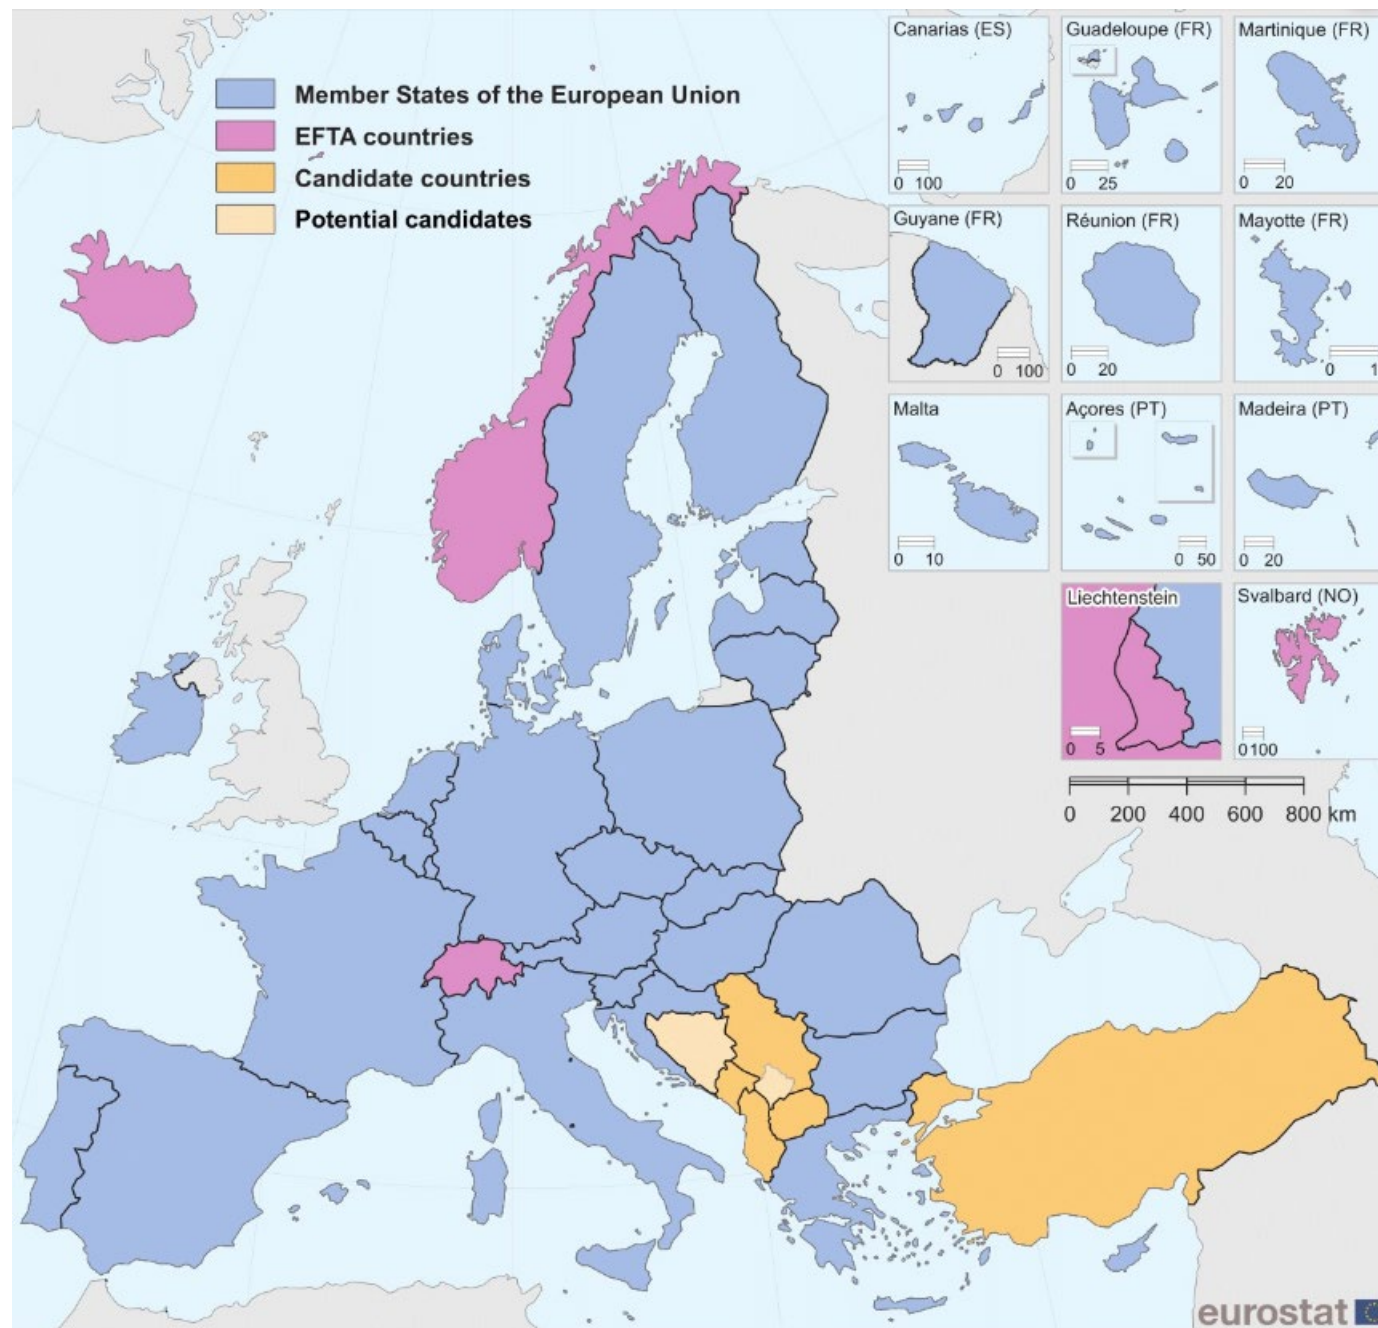 Member States of the European Union
EFTA countries
Candidate countries
Potential candidates
Canarias (ES)
0 100
Guadeloupe (FR)
0 25
Martinique (FR)
0 20
Guyane (FR)
0 100
Réunion (FR)
0 20
Mayotte (FR)
0 1
Malta
0 10
Açores (PT)
0 50
Madeira (PT)
0 20
Liechtenstein
0 5
Svalbard (NO)
0 100
0 200 400 600 800 km
eurostat